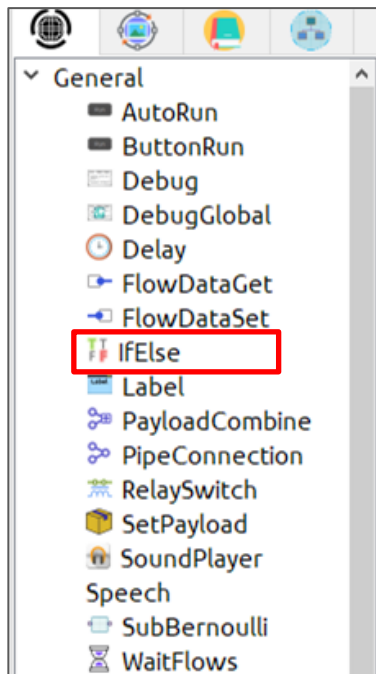 General
AutoRun
ButtonRun
Debug
DebugGlobal
Delay
FlowDataGet
FlowDataSet
IfElse
Label
PayloadCombine
PipeConnection
RelaySwitch
SetPayload
SoundPlayer
Speech
SubBernoulli
WaitFlows